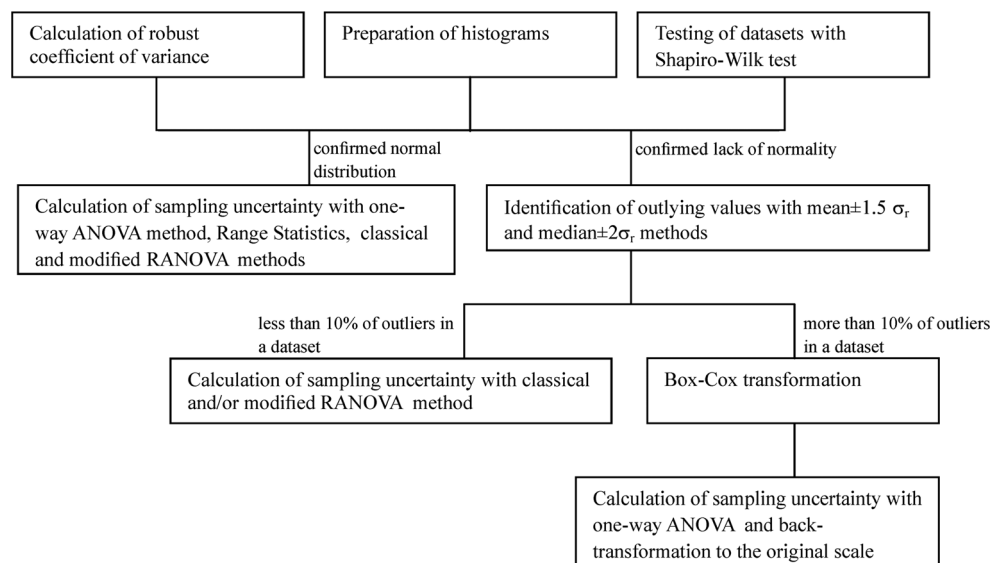 Calculation of robust
coefficient of variance
Preparation of histograms
Testing of datasets with
Shapiro-Wilk test
confirmed normal
distribution
confirmed lack of normality
Calculation of sampling uncertainty with one-
way ANOVA method, Range Statistics, classical
and modified RANOVA methods
Identification of outlying values with mean±1.5 σr
and median±2σr methods
less than 10% of outliers in
a dataset
more than 10% of outliers
in a dataset
Calculation of sampling uncertainty with classical
and/or modified RANOVA method
Box-Cox transformation
Calculation of sampling uncertainty with
one-way ANOVA and back-
transformation to the original scale